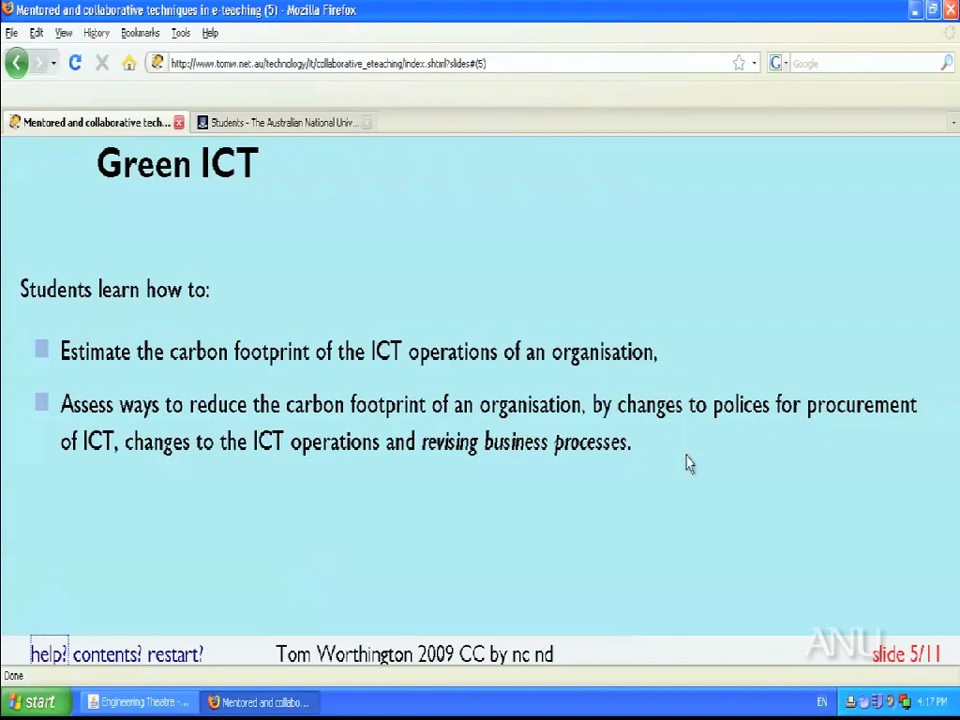 Mentored and collaborative techniques in e-teaching (5) - Mozilla Firefox
File Edit View History Bookmarks Tools Help
http://www.tomw.net.au/technology/it/collaborative_eteaching/index.shtml?slides#(5)
G Google
Mentored and collaborative tech...
Students - The Australian National Univ...
Green ICT
Students learn how to:
Estimate the carbon footprint of the ICT operations of an organisation,
Assess ways to reduce the carbon footprint of an organisation, by changes to polices for procurement
of ICT, changes to the ICT operations and revising business processes.
ANU
help? contents? restart? Tom Worthington 2009 CC by nc nd slide 5/11
Done
start Engineering Theatre -... Mentored and collabo... EN 4:17 PM